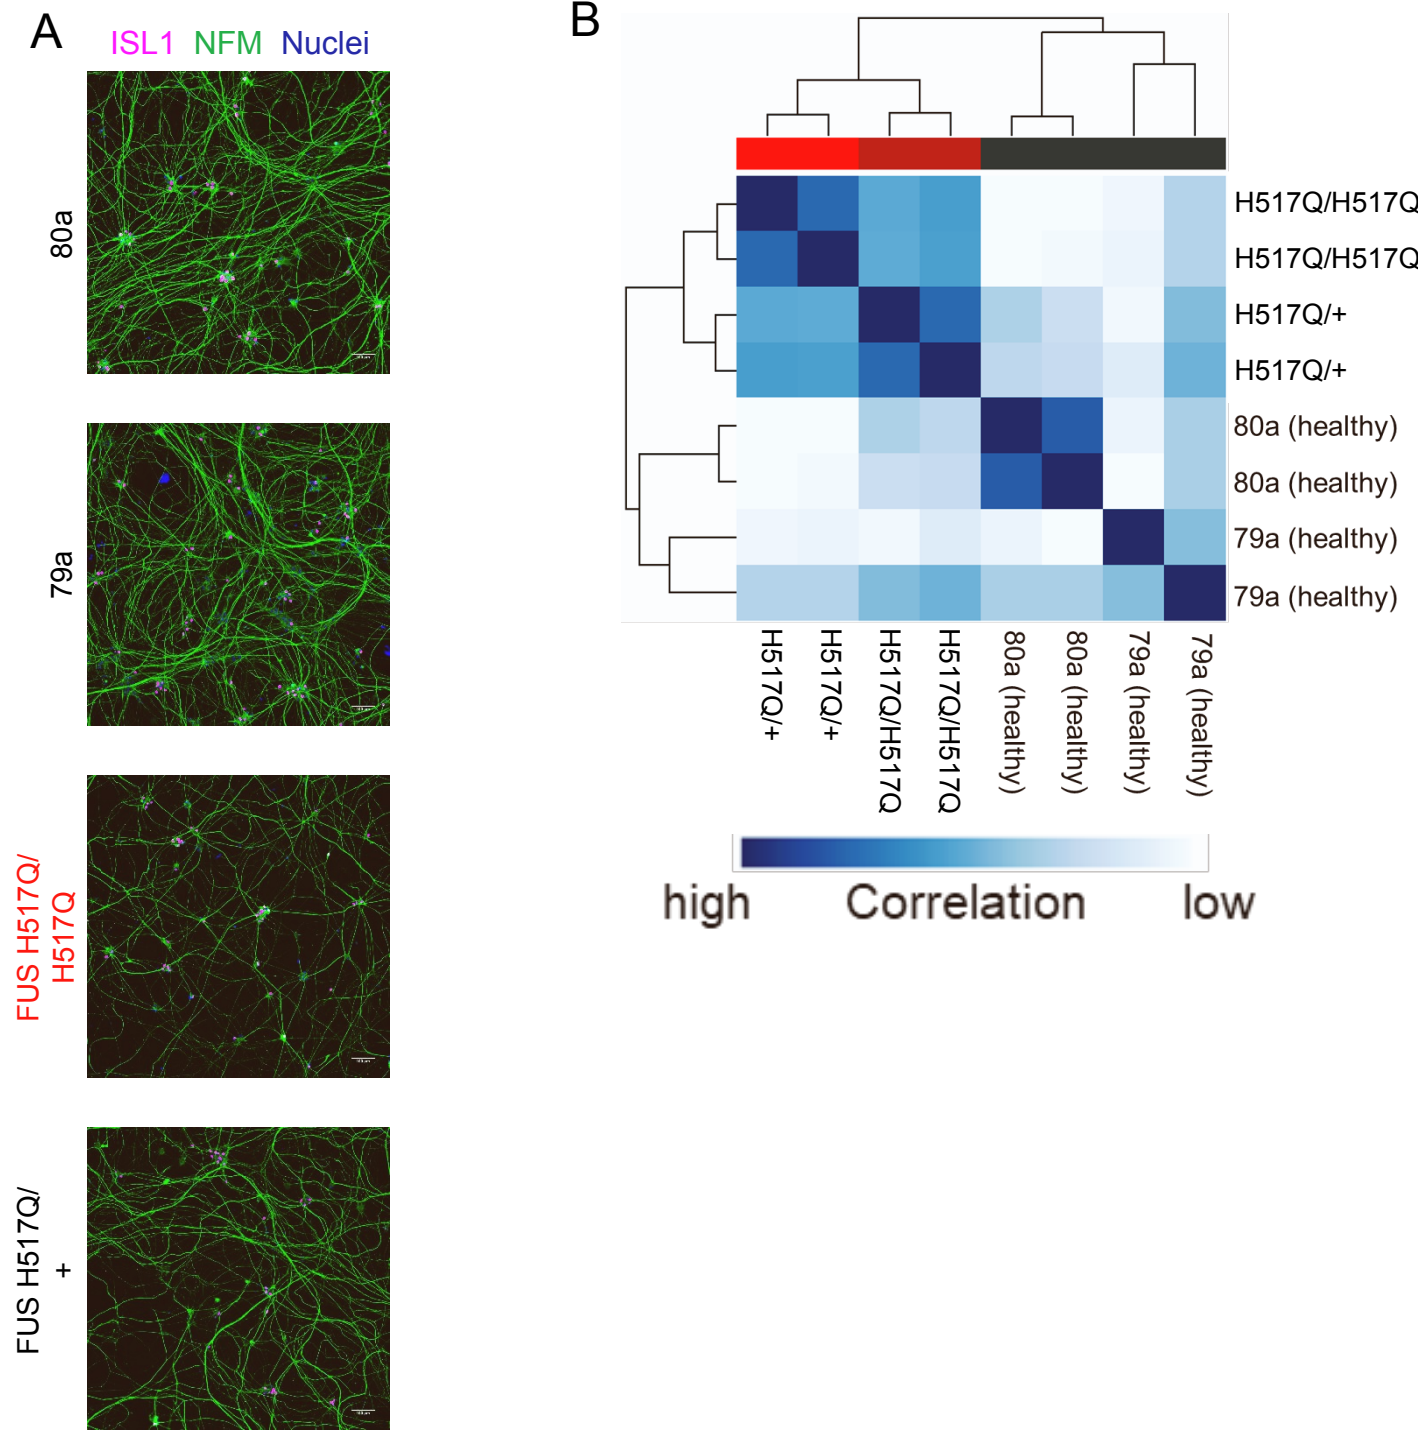 A
ISL1 NFM Nuclei
80a
79a
FUS H517Q/
H517Q
FUS H517Q/
+
B
H517Q/H517Q
H517Q/H517Q
H517Q/+
H517Q/+
80a (healthy)
80a (healthy)
79a (healthy)
79a (healthy)
H517Q/+
H517Q/+
H517Q/H517Q
H517Q/H517Q
80a (healthy)
80a (healthy)
79a (healthy)
79a (healthy)
high Correlation low